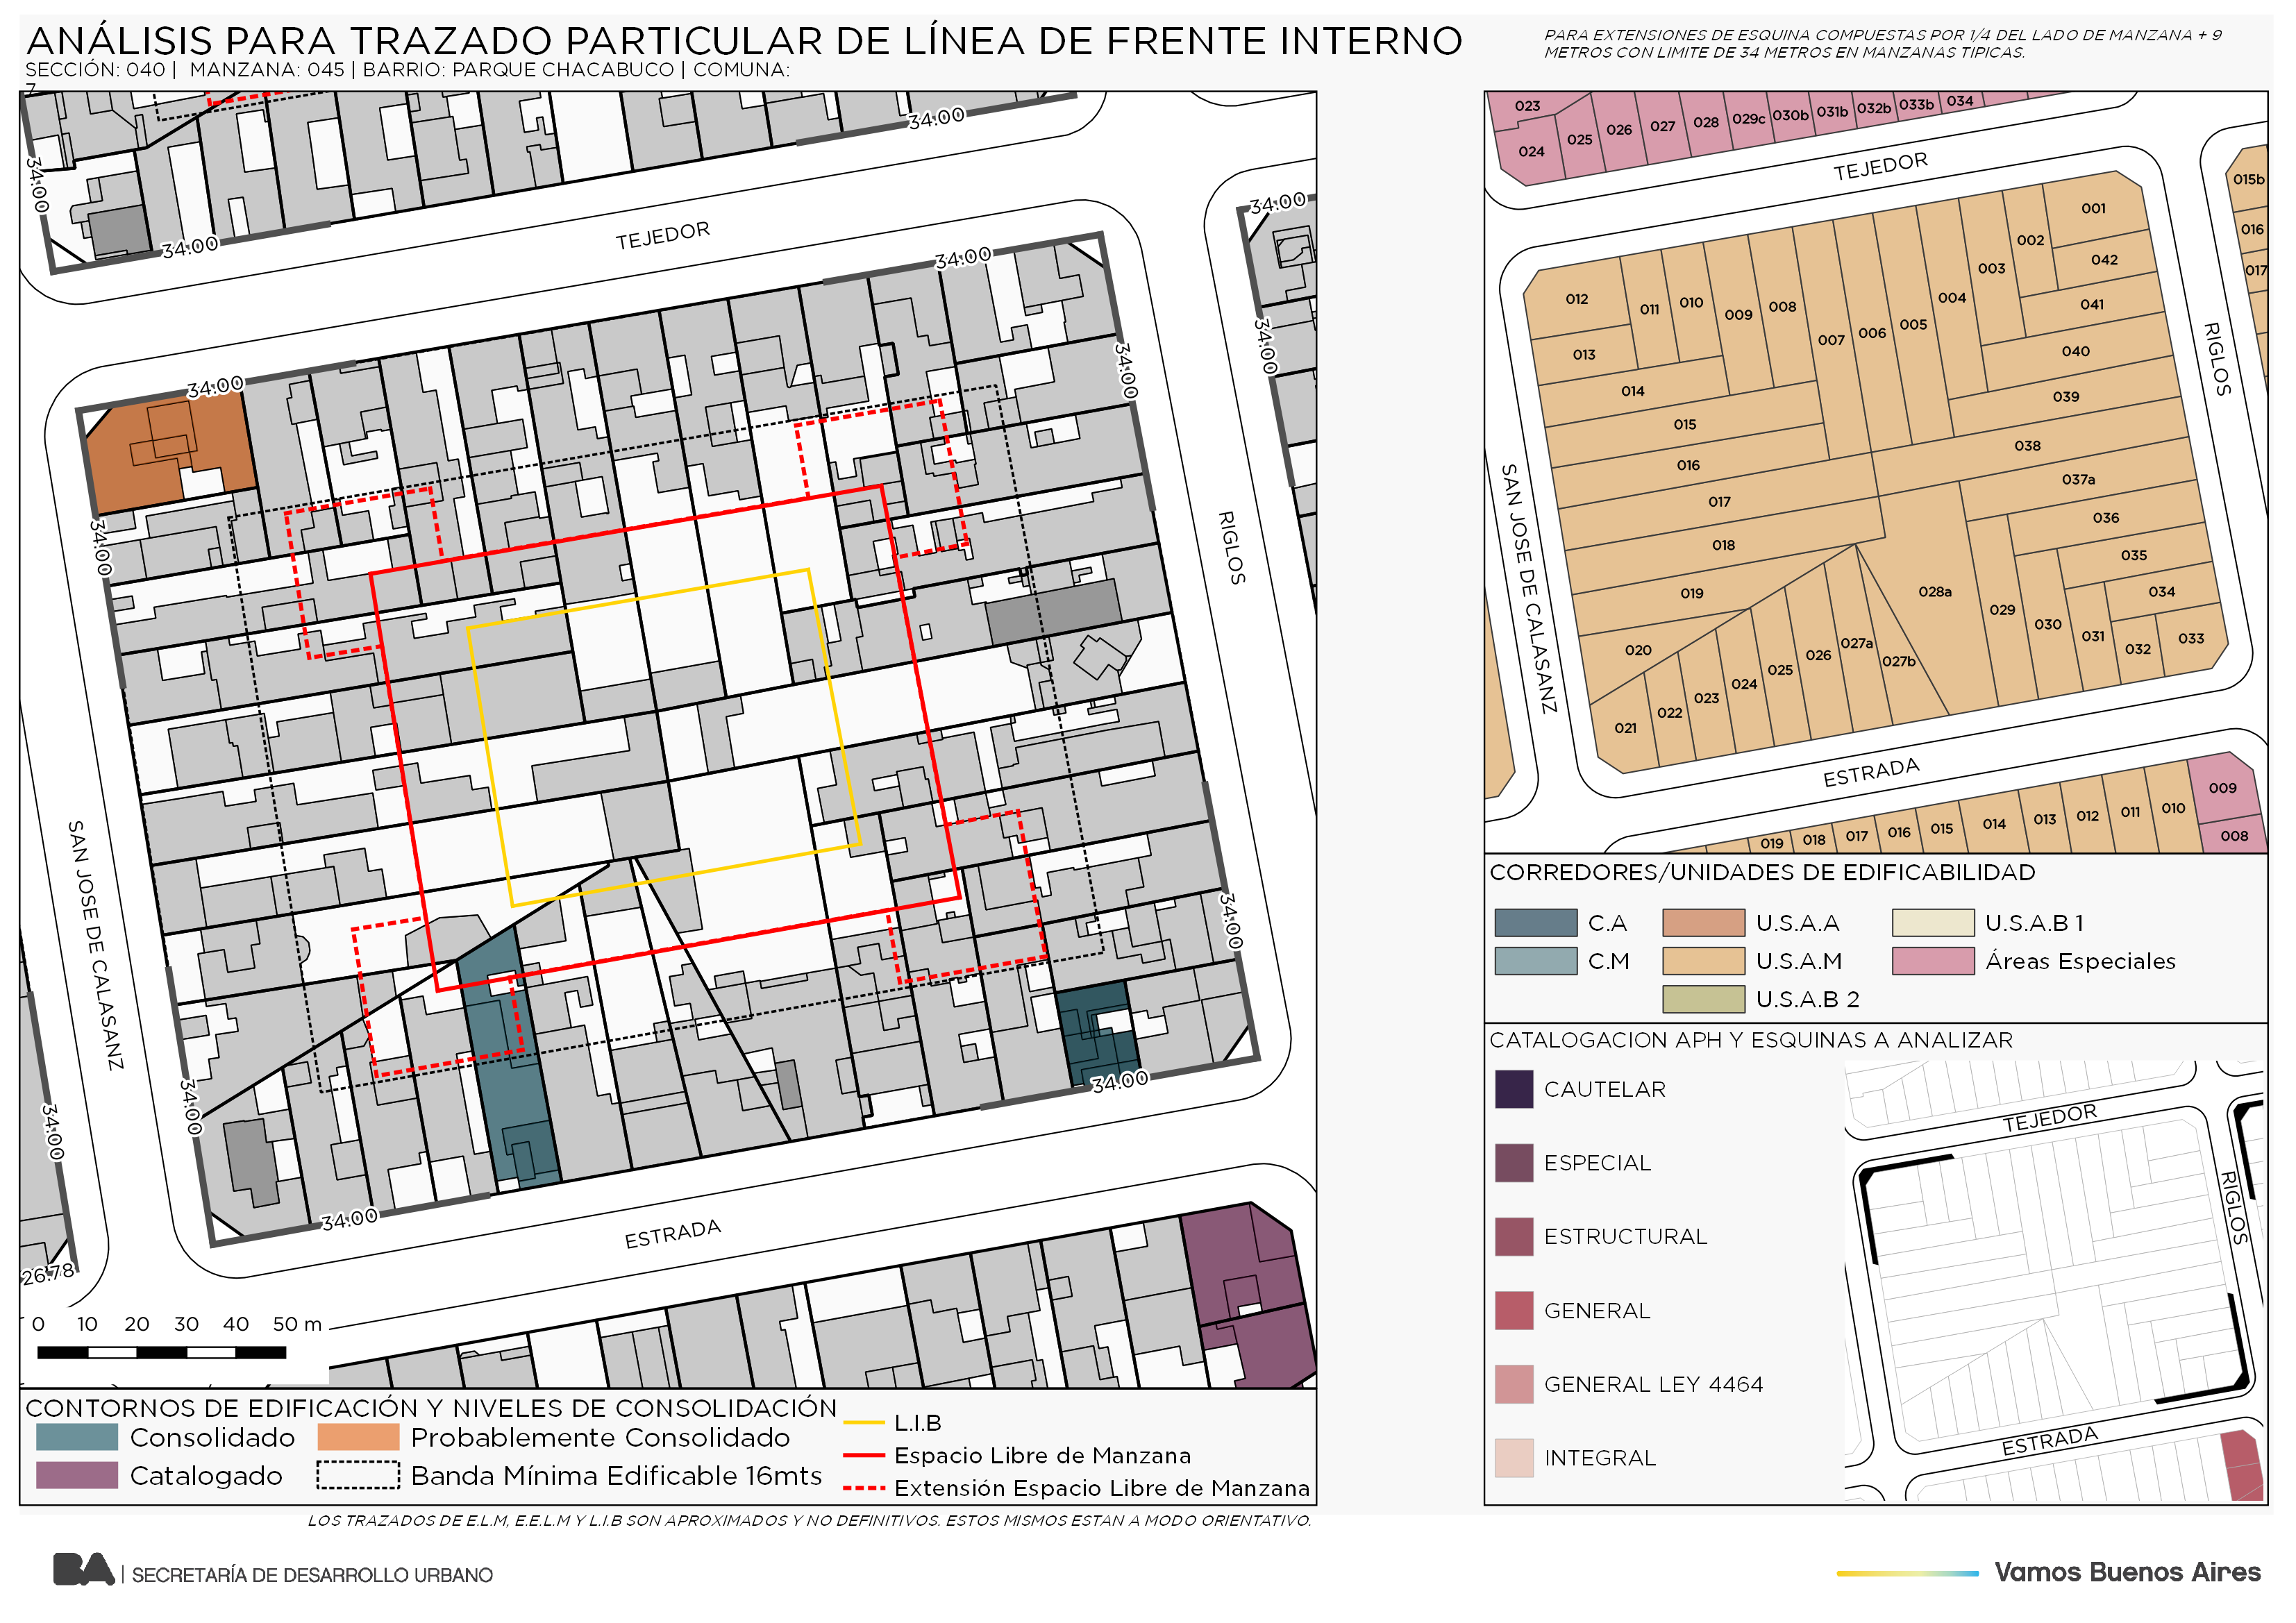 ANÁLISIS PARA TRAZADO PARTICULAR DE LÍNEA DE FRENTE INTERNO
SECCIÓN: 040 | MANZANA: 045 | BARRIO: PARQUE CHACABUCO | COMUNA:
PARA EXTENSIONES DE ESQUINA COMPUESTAS POR 1/4 DEL LADO DE MANZANA + 9
METROS CON LIMITE DE 34 METROS EN MANZANAS TIPICAS.
7
34.00
34.00
34.00
34.00
34.00
TEJEDOR
34.00
34.00
34.00
34.00
RIGLOS
SAN JOSE DE CALASANZ
34.00
34.00
34.00
34.00
34.00
ESTRADA
26.78
0 10 20 30 40 50 m
CONTORNOS DE EDIFICACIÓN Y NIVELES DE CONSOLIDACIÓN
Consolidado
Probablemente Consolidado
Catalogado
Banda Mínima Edificable 16mts
L.I.B
Espacio Libre de Manzana
Extensión Espacio Libre de Manzana
LOS TRAZADOS DE E.L.M, E.E.L.M Y L.I.B SON APROXIMADOS Y NO DEFINITIVOS. ESTOS MISMOS ESTAN A MODO ORIENTATIVO.
023
024
025
026
027
028
029c
030b
031b
032b
033b
034
TEJEDOR
015b
016
017
RIGLOS
SAN JOSE DE CALASANZ
001
002
003
004
005
006
007
008
009
010
011
012
013
014
015
016
017
018
019
020
021
022
023
024
025
026
027a
027b
028a
029
030
031
032
033
034
035
036
037a
038
039
040
041
042
ESTRADA
019
018
017
016
015
014
013
012
011
010
009
008
CORREDORES/UNIDADES DE EDIFICABILIDAD
C.A
U.S.A.A
U.S.A.B 1
C.M
U.S.A.M
Áreas Especiales
U.S.A.B 2
CATALOGACION APH Y ESQUINAS A ANALIZAR
CAUTELAR
ESPECIAL
ESTRUCTURAL
GENERAL
GENERAL LEY 4464
INTEGRAL
TEJEDOR
RIGLOS
ESTRADA
BA | SECRETARÍA DE DESARROLLO URBANO
Vamos Buenos Aires